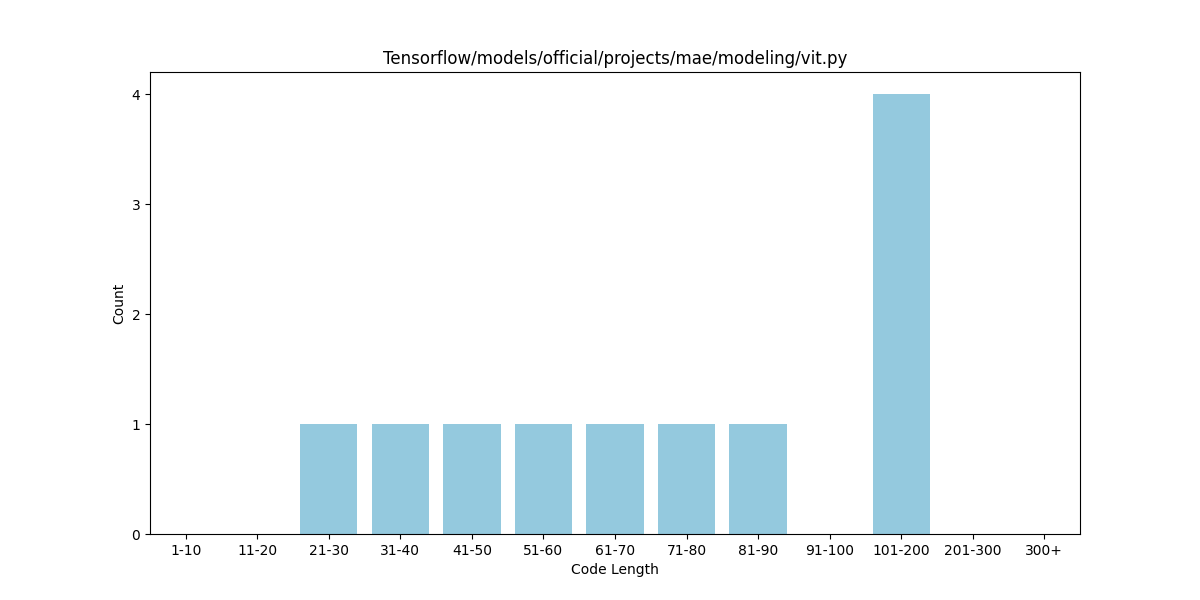 Tensorflow/models/official/projects/mae/modeling/vit.py
4
3
2
1
0
Count
1-10 11-20 21-30 31-40 41-50 51-60 61-70 71-80 81-90 91-100 101-200 201-300 300+
Code Length